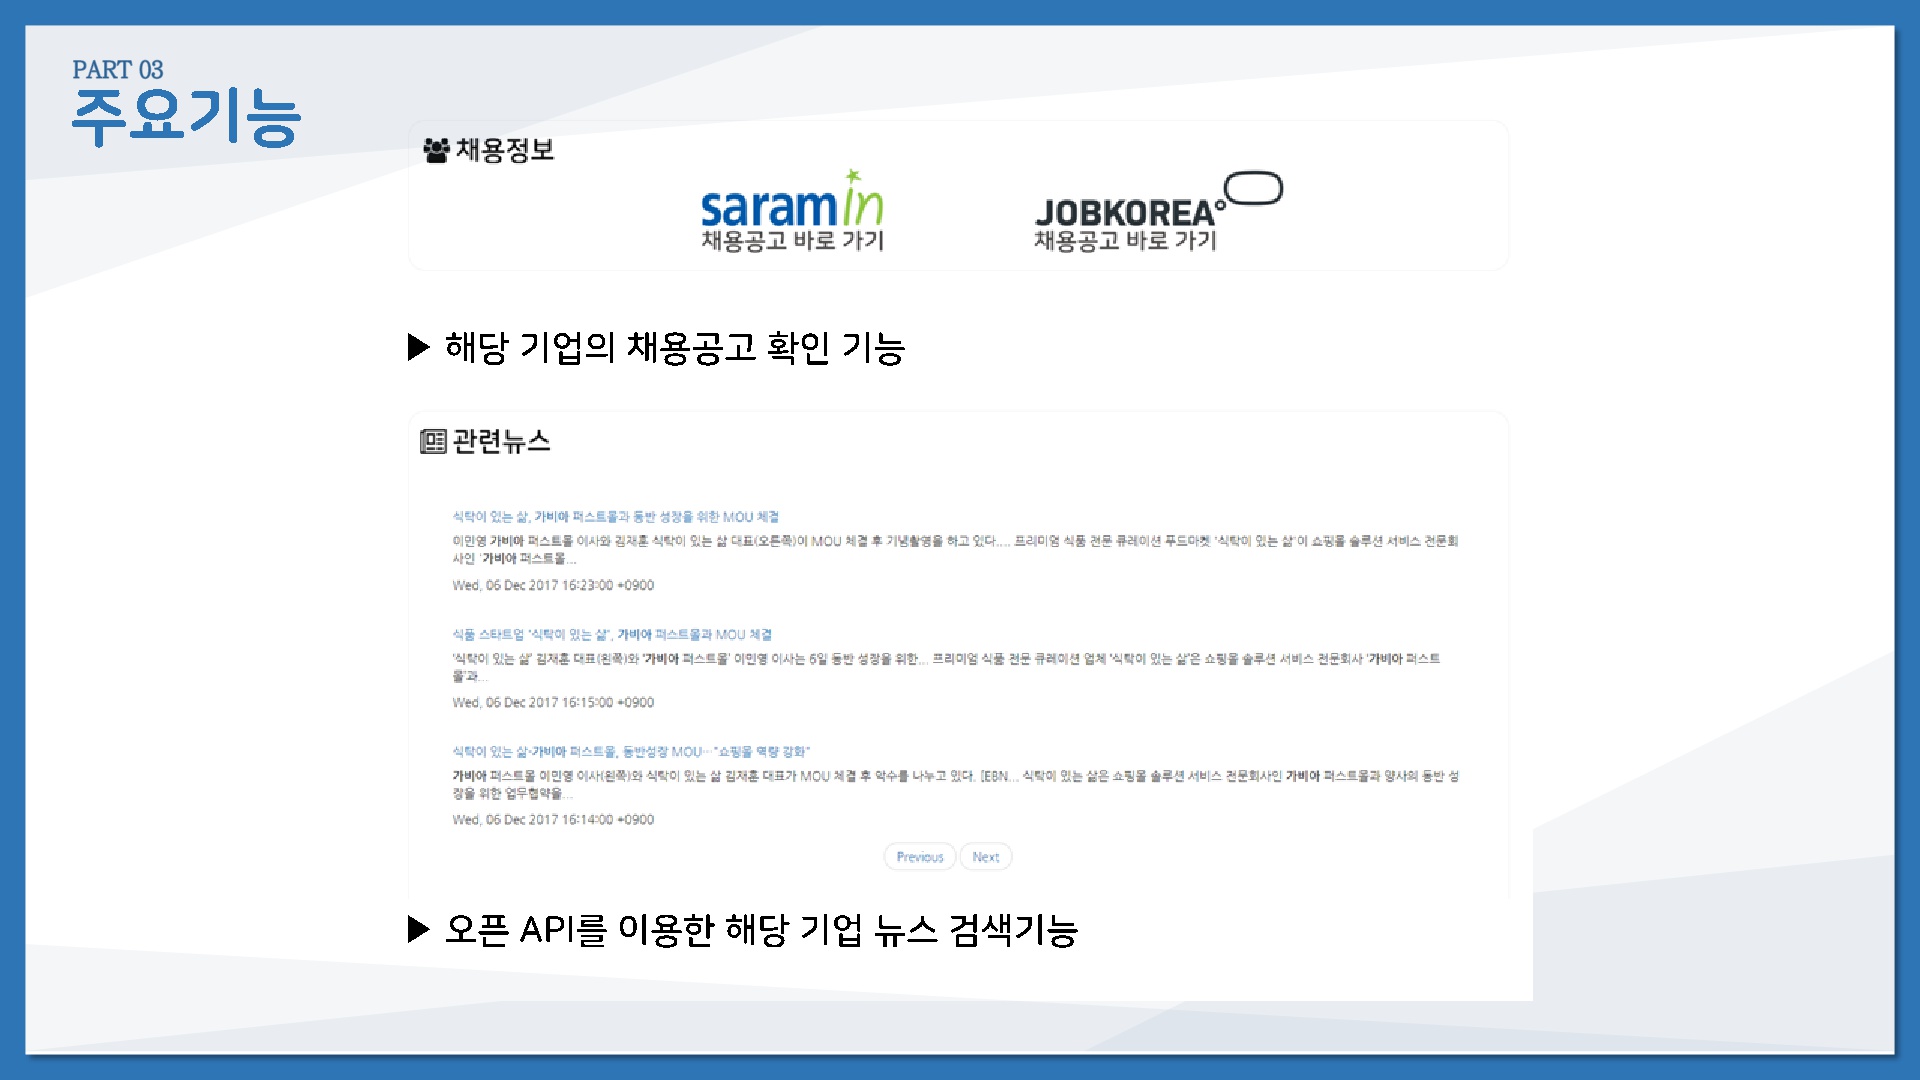 PART 03
주요기능
채용정보
saramin
채용공고 바로 가기
JOBKOREA
채용공고 바로 가기
▶ 해당 기업의 채용공고 확인 기능
관련뉴스
식탁이 있는 삶, 가비아 퍼스트몰과 동반 성장을 위한 MOU 체결
이민영 가비아 퍼스트몰 이사와 김재훈 식탁이 있는 삶 대표(오른쪽)이 MOU 체결 후 기념촬영을 하고 있다.... 프리미엄 식품 전문 큐레이션 푸드마켓 '식탁이 있는 삶'이 쇼핑몰 솔루션 서비스 전문회
사인 '가비아 퍼스트몰...
Wed, 06 Dec 2017 16:23:00 +0900
식품 스타트업 '식탁이 있는 삶', 가비아 퍼스트몰과 MOU 체결
'식탁이 있는 삶' 김재훈 대표(왼쪽)와 '가비아 퍼스트몰' 이민영 이사는 6일 동반 성장을 위한... 프리미엄 식품 전문 큐레이션 업체 '식탁이 있는 삶'은 쇼핑몰 솔루션 서비스 전문회사 '가비아 퍼스트
몰'과...
Wed, 06 Dec 2017 16:15:00 +0900
식탁이 있는 삶-가비아 퍼스트몰, 동반성장 MOU…"쇼핑몰 역량 강화"
가비아 퍼스트몰 이민영 이사(왼쪽)와 식탁이 있는 삶 김재훈 대표가 MOU 체결 후 악수를 나누고 있다. [EBN... 식탁이 있는 삶은 쇼핑몰 솔루션 서비스 전문회사인 가비아 퍼스트몰과 양사의 동반 성
장을 위한 업무협약을...
Wed, 06 Dec 2017 16:14:00 +0900
Previous Next
▶ 오픈 API를 이용한 해당 기업 뉴스 검색기능